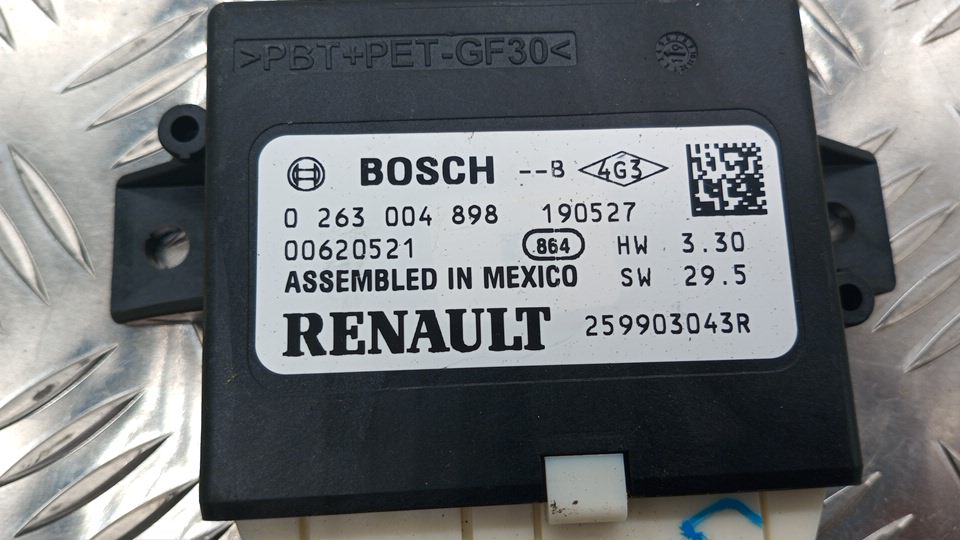 >PBT+PET-GF30<
BOSCH --B 4G3
0 263 004 898 190527
00620521 864 HW 3.30
ASSEMBLED IN MEXICO SW 29.5
RENAULT 259903043R